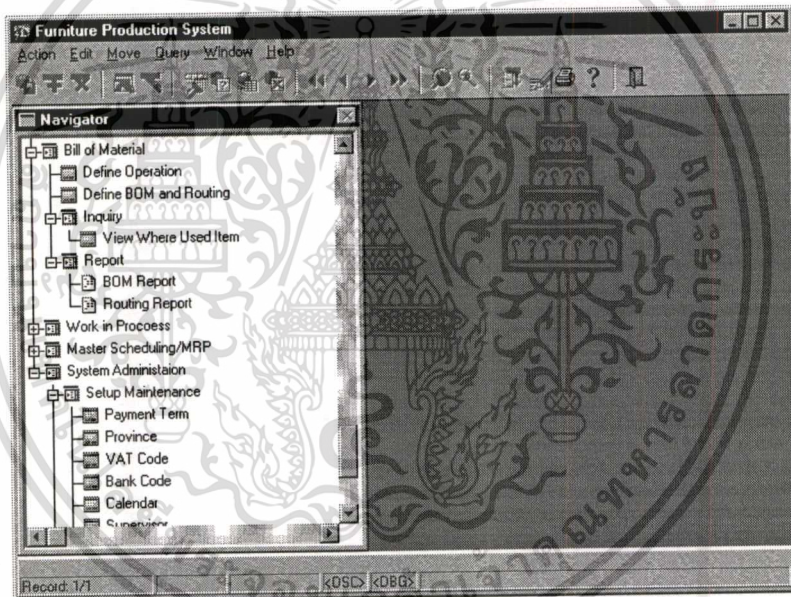 Furniture Production System
Action Edit Move Query Window Help
Navigator
Bill of Material
Define Operation
Define BOM and Routing
Inquiry
View Where Used Item
Report
BOM Report
Routing Report
Work in Procoess
Master Scheduling/MRP
System Administaion
Setup Maintenance
Payment Term
Province
VAT Code
Bank Code
Calendar
Supervisor
Record: 1/1 <OSC> <DBG>